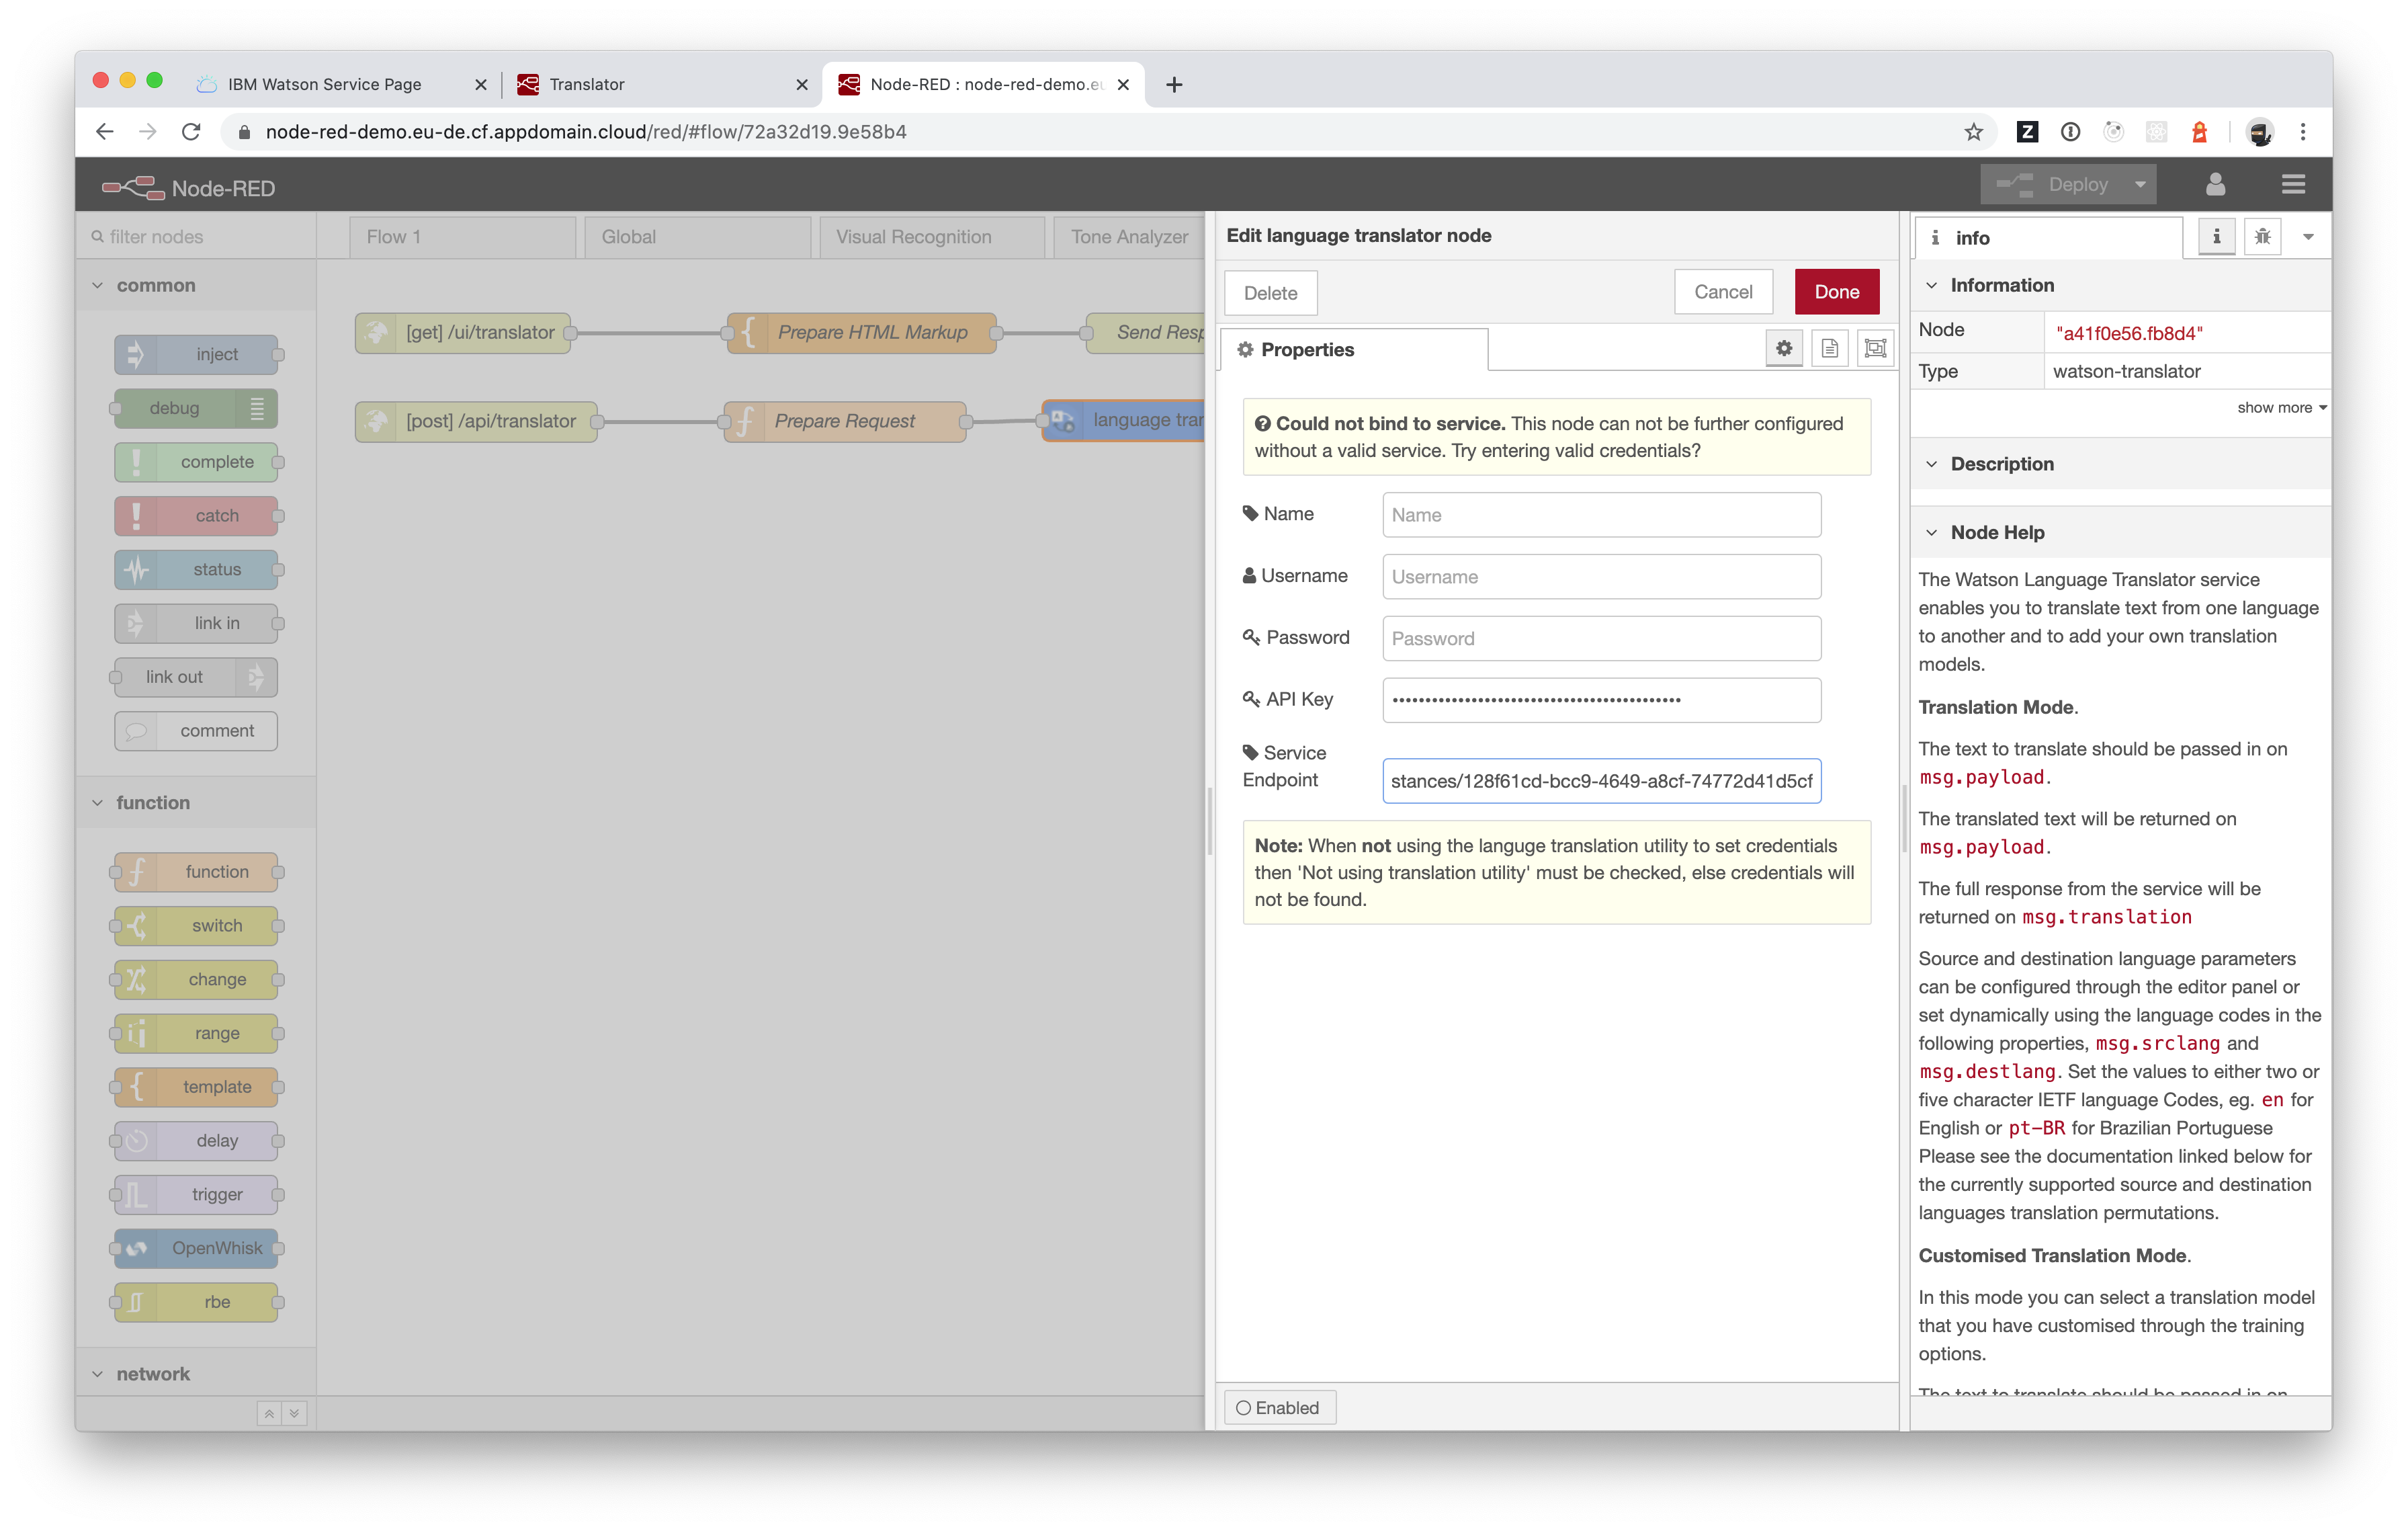 IBM Watson Service Page
Translator
Node-RED : node-red-demo.eu
node-red-demo.eu-de.cf.appdomain.cloud/red/#flow/72a32d19.9e58b4
Node-RED
Deploy
filter nodes
common
inject
debug
complete
catch
status
link in
link out
comment
function
function
switch
change
range
template
delay
trigger
OpenWhisk
rbe
network
Flow 1
Global
Visual Recognition
Tone Analyzer
[get] /ui/translator
Prepare HTML Markup
Send Resp
[post] /api/translator
Prepare Request
language tran
Edit language translator node
Delete
Cancel
Done
Properties
Could not bind to service. This node can not be further configured
without a valid service. Try entering valid credentials?
Name
Name
Username
Username
Password
Password
API Key
Service
Endpoint
stances/128f61cd-bcc9-4649-a8cf-74772d41d5cf
Note: When not using the languge translation utility to set credentials
then 'Not using translation utility' must be checked, else credentials will
not be found.
Enabled
info
Information
Node
"a41f0e56.fb8d4"
Type
watson-translator
show more
Description
Node Help
The Watson Language Translator service
enables you to translate text from one language
to another and to add your own translation
models.
Translation Mode.
The text to translate should be passed in on
msg.payload.
The translated text will be returned on
msg.payload.
The full response from the service will be
returned on msg.translation
Source and destination language parameters
can be configured through the editor panel or
set dynamically using the language codes in the
following properties, msg.srclang and
msg.destlang. Set the values to either two or
five character IETF language Codes, eg. en for
English or pt-BR for Brazilian Portuguese
Please see the documentation linked below for
the currently supported source and destination
languages translation permutations.
Customised Translation Mode.
In this mode you can select a translation model
that you have customised through the training
options.
The text to translate should be passed in on